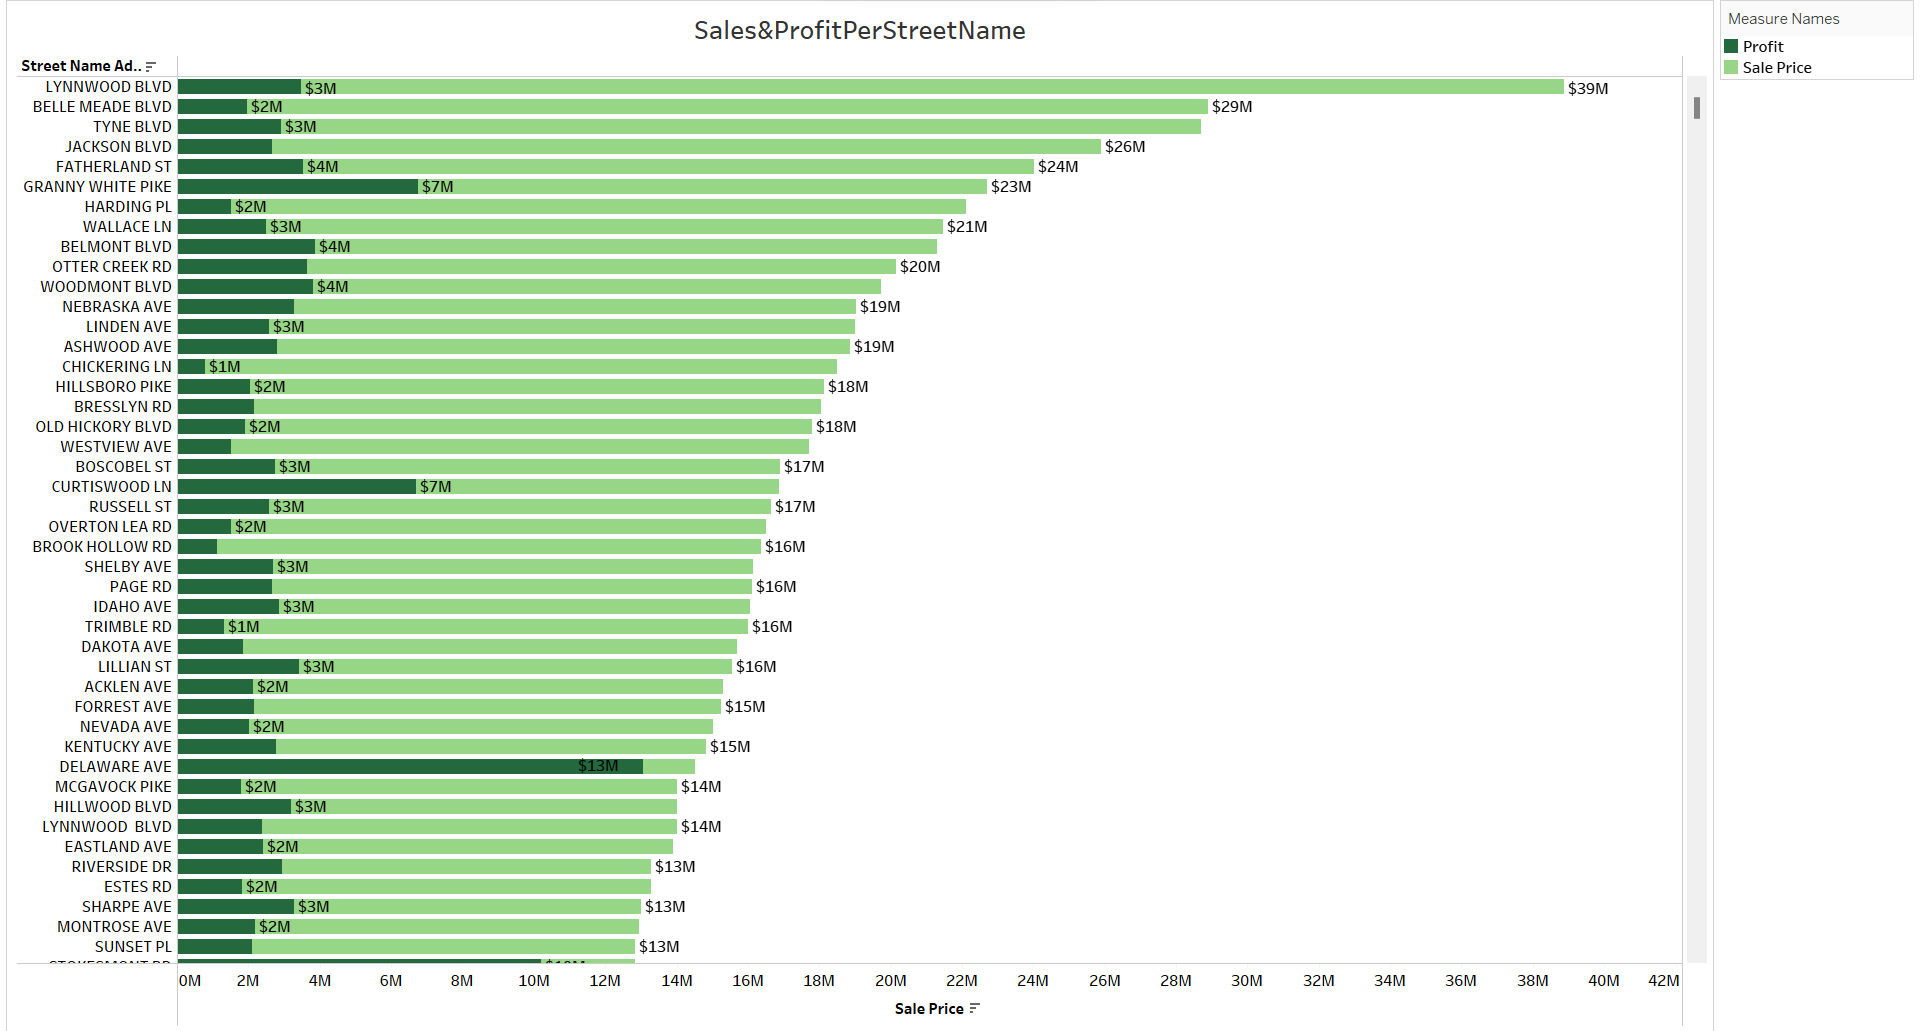 Sales&ProfitPerStreetName
Measure Names
Profit
Sale Price
Street Name Ad..
LYNNWOOD BLVD $3M $39M
BELLE MEADE BLVD $2M $29M
TYNE BLVD $3M
JACKSON BLVD $26M
FATHERLAND ST $4M $24M
GRANNY WHITE PIKE $7M $23M
HARDING PL $2M
WALLACE LN $3M $21M
BELMONT BLVD $4M
OTTER CREEK RD $20M
WOODMONT BLVD $4M
NEBRASKA AVE $19M
LINDEN AVE $3M
ASHWOOD AVE $19M
CHICKERING LN $1M
HILLSBORO PIKE $2M $18M
BRESSLYN RD
OLD HICKORY BLVD $2M $18M
WESTVIEW AVE
BOSCOBEL ST $3M $17M
CURTISWOOD LN $7M
RUSSELL ST $3M $17M
OVERTON LEA RD $2M
BROOK HOLLOW RD $16M
SHELBY AVE $3M
PAGE RD $16M
IDAHO AVE $3M
TRIMBLE RD $1M $16M
DAKOTA AVE
LILLIAN ST $3M $16M
ACKLEN AVE $2M
FORREST AVE $15M
NEVADA AVE $2M
KENTUCKY AVE $15M
DELAWARE AVE $13M
MCGAVOCK PIKE $2M $14M
HILLWOOD BLVD $3M
LYNNWOOD  BLVD $14M
EASTLAND AVE $2M
RIVERSIDE DR $13M
ESTES RD $2M
SHARPE AVE $3M $13M
MONTROSE AVE $2M
SUNSET PL $13M
0M 2M 4M 6M 8M 10M 12M 14M 16M 18M 20M 22M 24M 26M 28M 30M 32M 34M 36M 38M 40M 42M
Sale Price